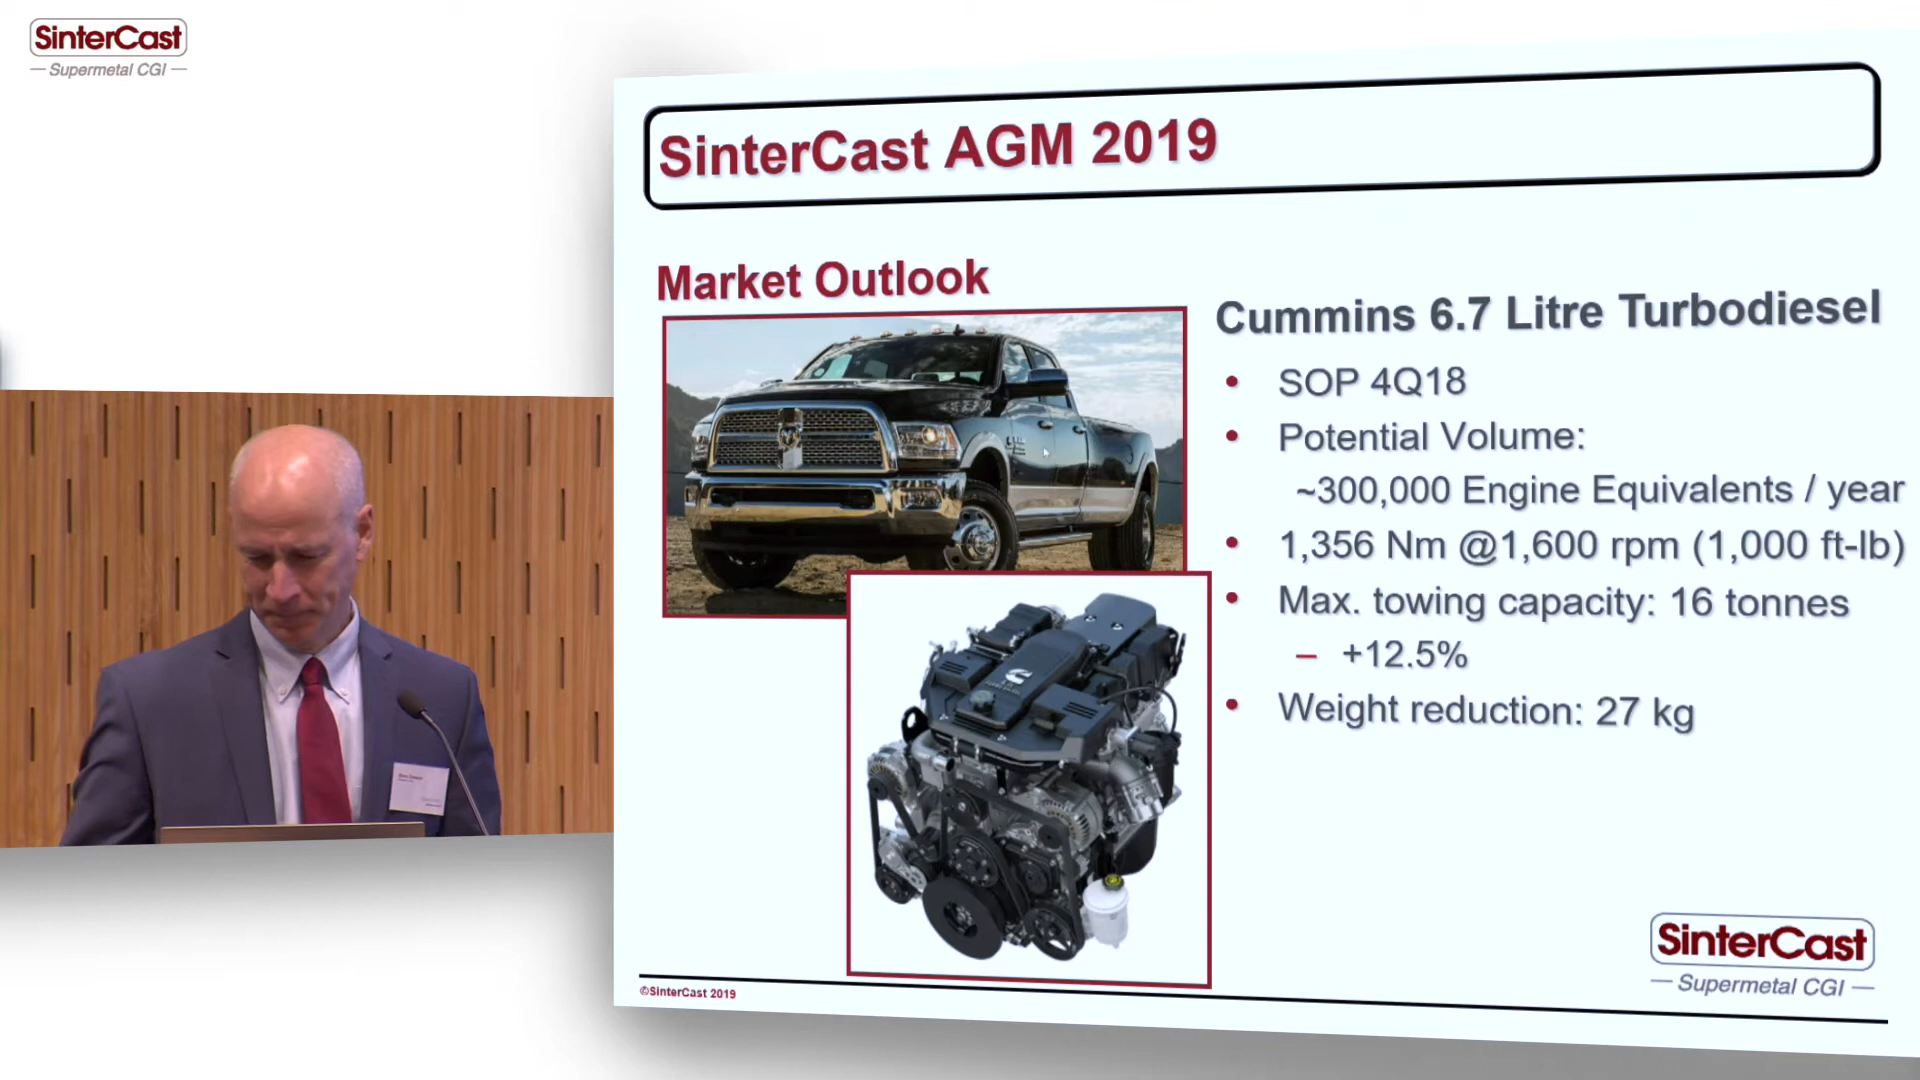 SinterCast
Supermetal CGI
SinterCast AGM 2019
Market Outlook
Cummins 6.7 Litre Turbodiesel
• SOP 4Q18
• Potential Volume:
~300,000 Engine Equivalents / year
• 1,356 Nm @1,600 rpm (1,000 ft-lb)
• Max. towing capacity: 16 tonnes
– +12.5%
• Weight reduction: 27 kg
SinterCast
Supermetal CGI
©SinterCast 2019